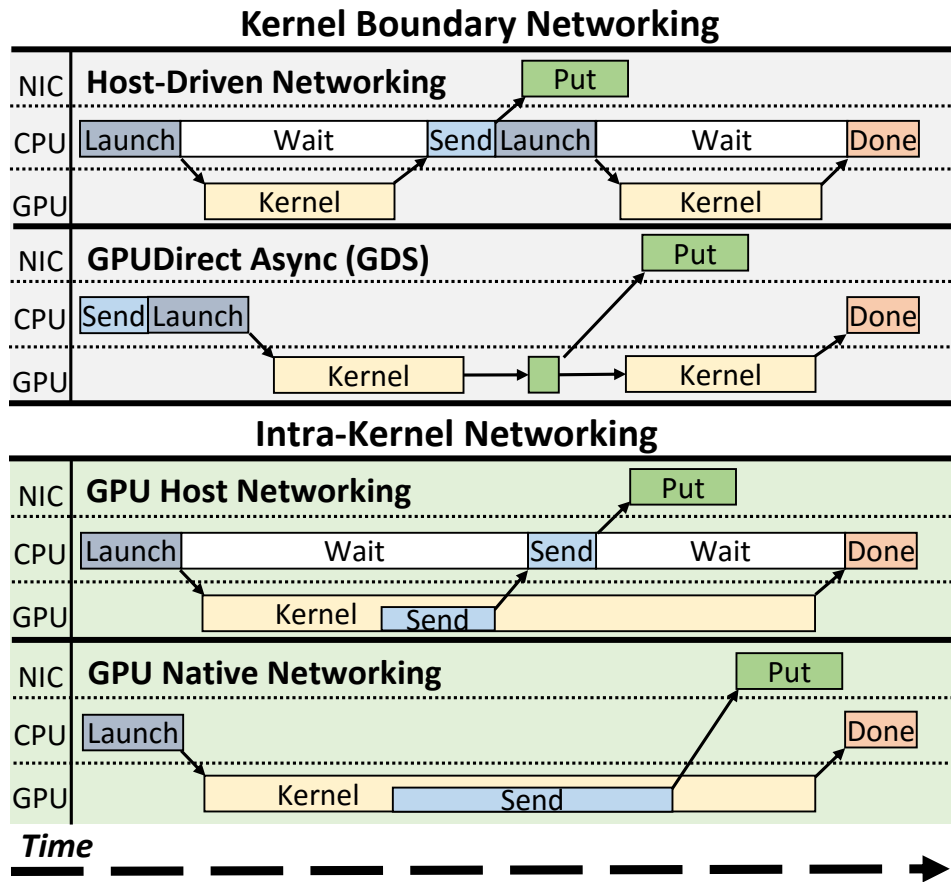 Kernel Boundary Networking
NIC Host-Driven Networking Put
CPU Launch Wait Send Launch Wait Done
GPU Kernel Kernel
NIC GPUDirect Async (GDS) Put
CPU Send Launch Done
GPU Kernel Kernel
Intra-Kernel Networking
NIC GPU Host Networking Put
CPU Launch Wait Send Wait Done
GPU Kernel Send
NIC GPU Native Networking Put
CPU Launch Done
GPU Kernel Send
Time